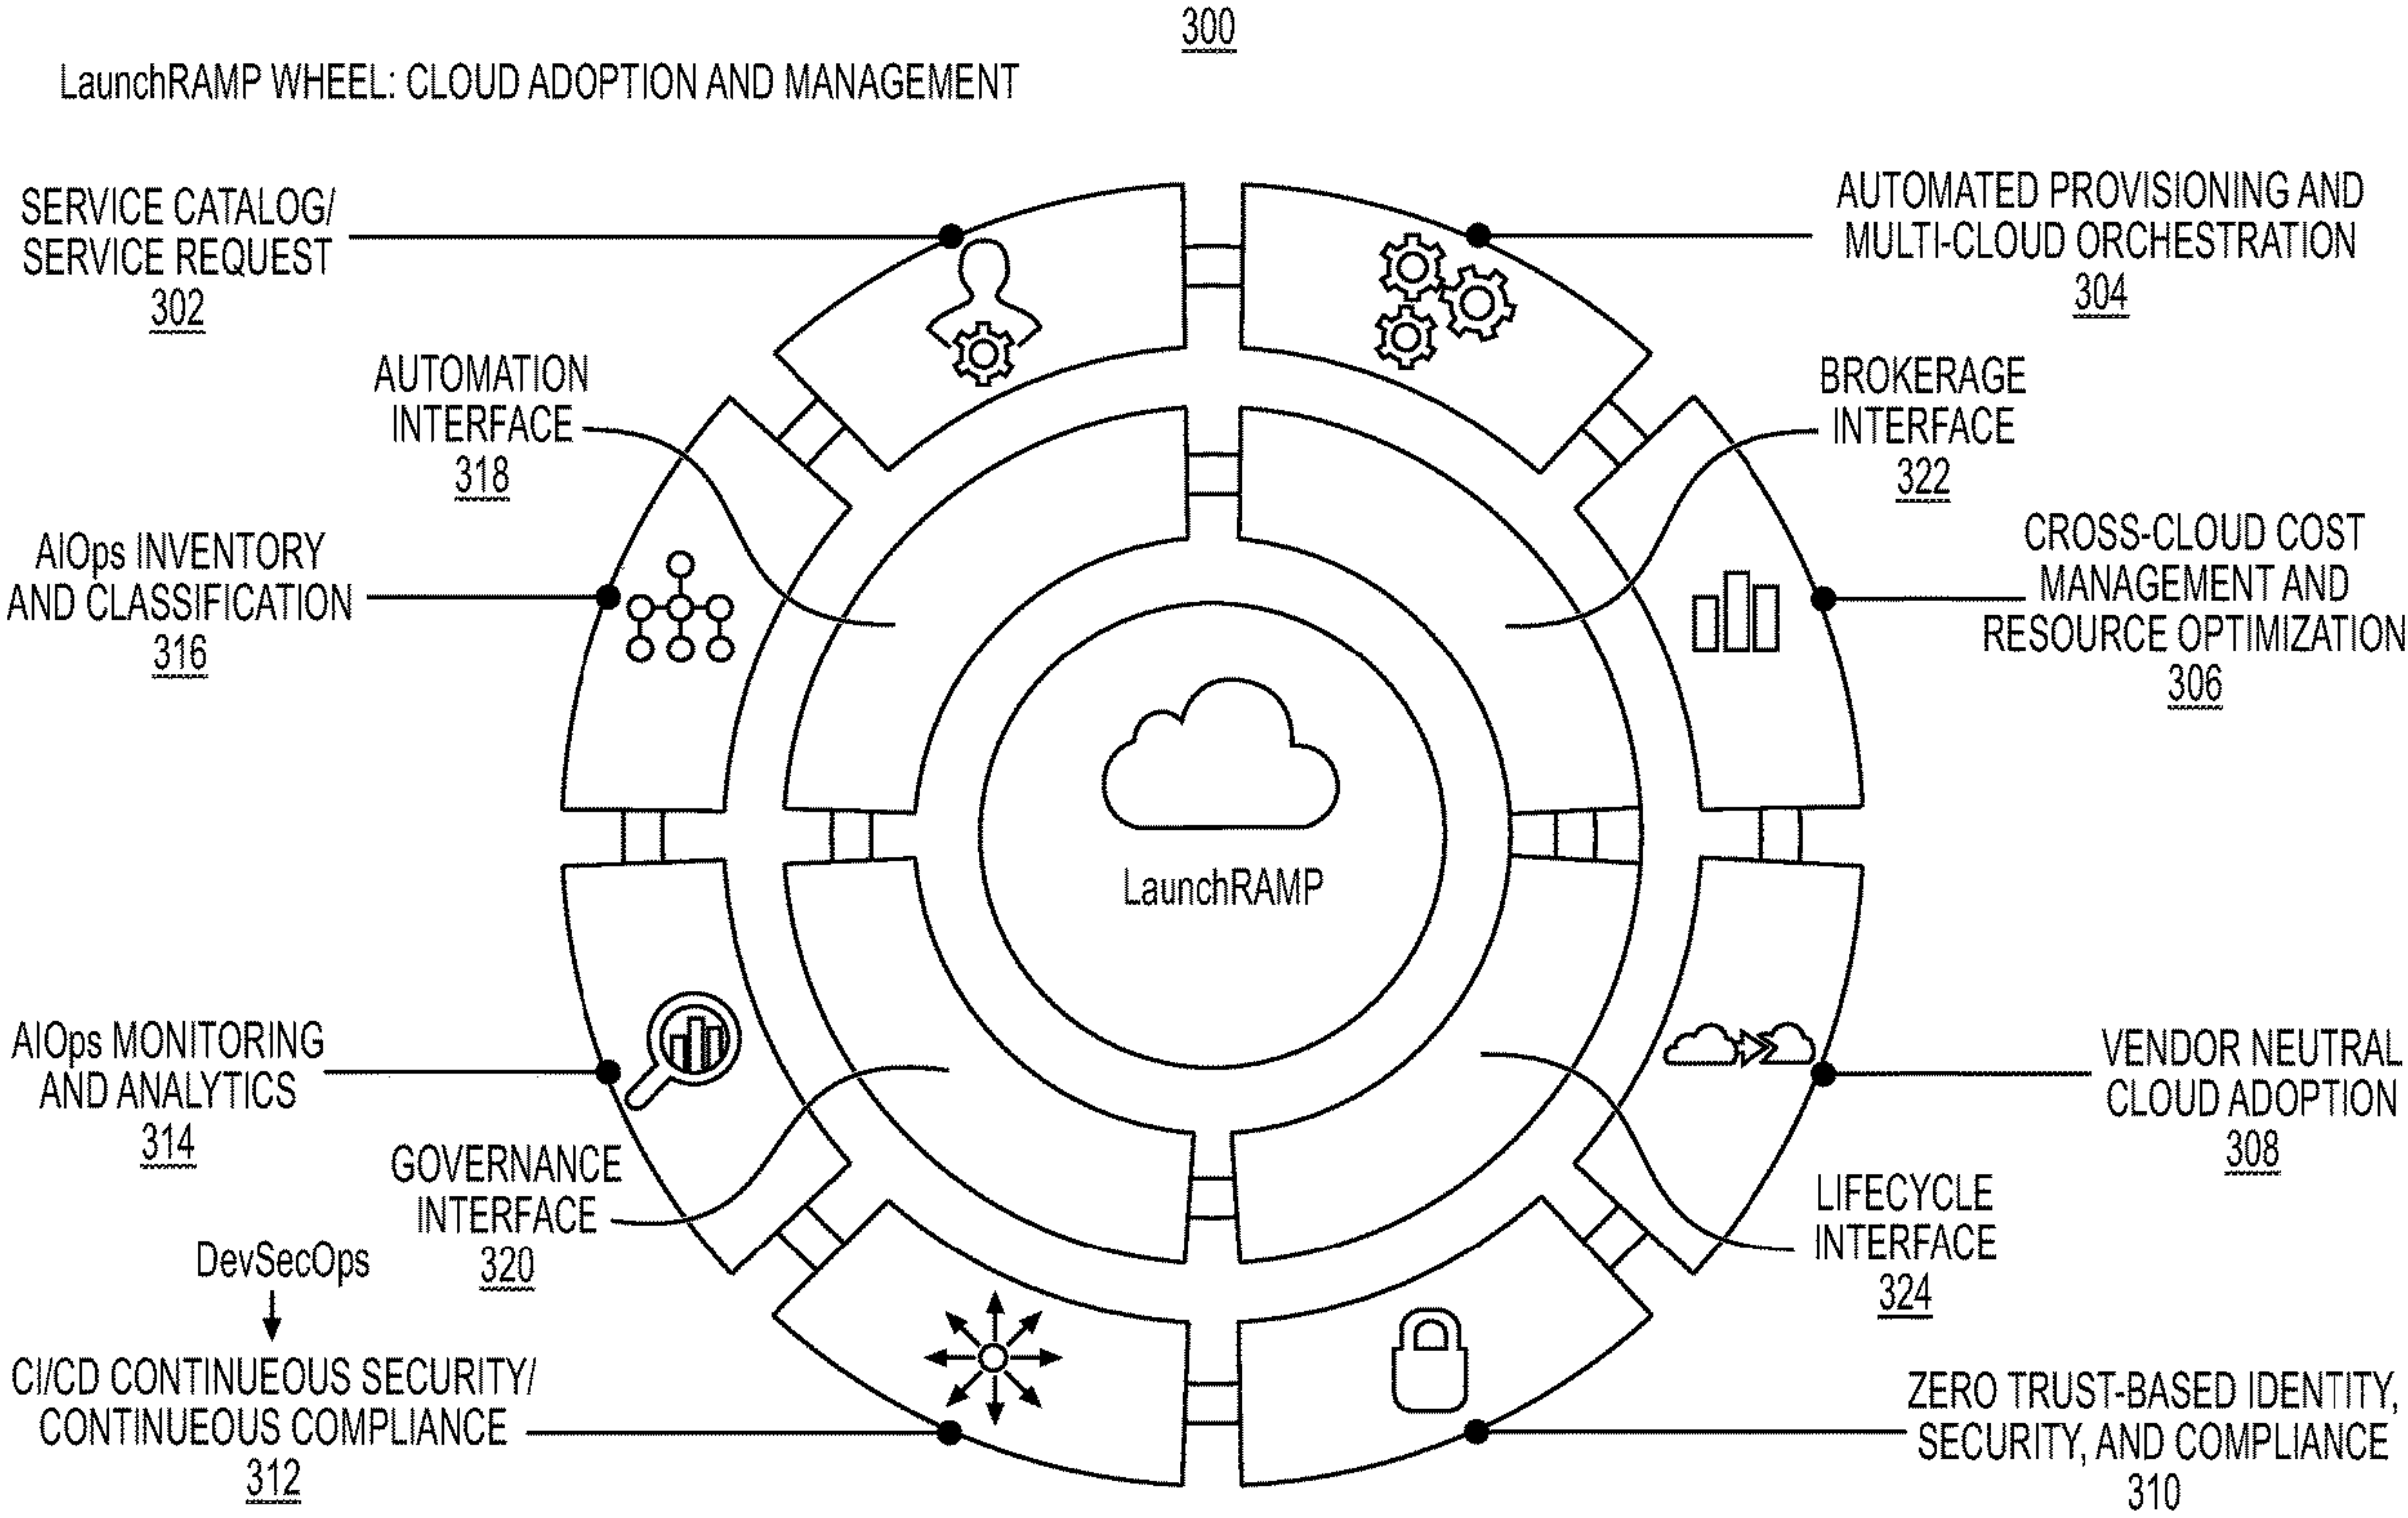 300
LaunchRAMP WHEEL: CLOUD ADOPTION AND MANAGEMENT
SERVICE CATALOG/
SERVICE REQUEST
302
AUTOMATED PROVISIONING AND
MULTI-CLOUD ORCHESTRATION
304
AUTOMATION
INTERFACE
318
BROKERAGE
INTERFACE
322
AIOps INVENTORY
AND CLASSIFICATION
316
CROSS-CLOUD COST
MANAGEMENT AND
RESOURCE OPTIMIZATION
306
LaunchRAMP
AIOps MONITORING
AND ANALYTICS
314
VENDOR NEUTRAL
CLOUD ADOPTION
308
GOVERNANCE
INTERFACE
320
LIFECYCLE
INTERFACE
324
DevSecOps
CI/CD CONTINUEOUS SECURITY/
CONTINUEOUS COMPLIANCE
312
ZERO TRUST-BASED IDENTITY,
SECURITY, AND COMPLIANCE
310